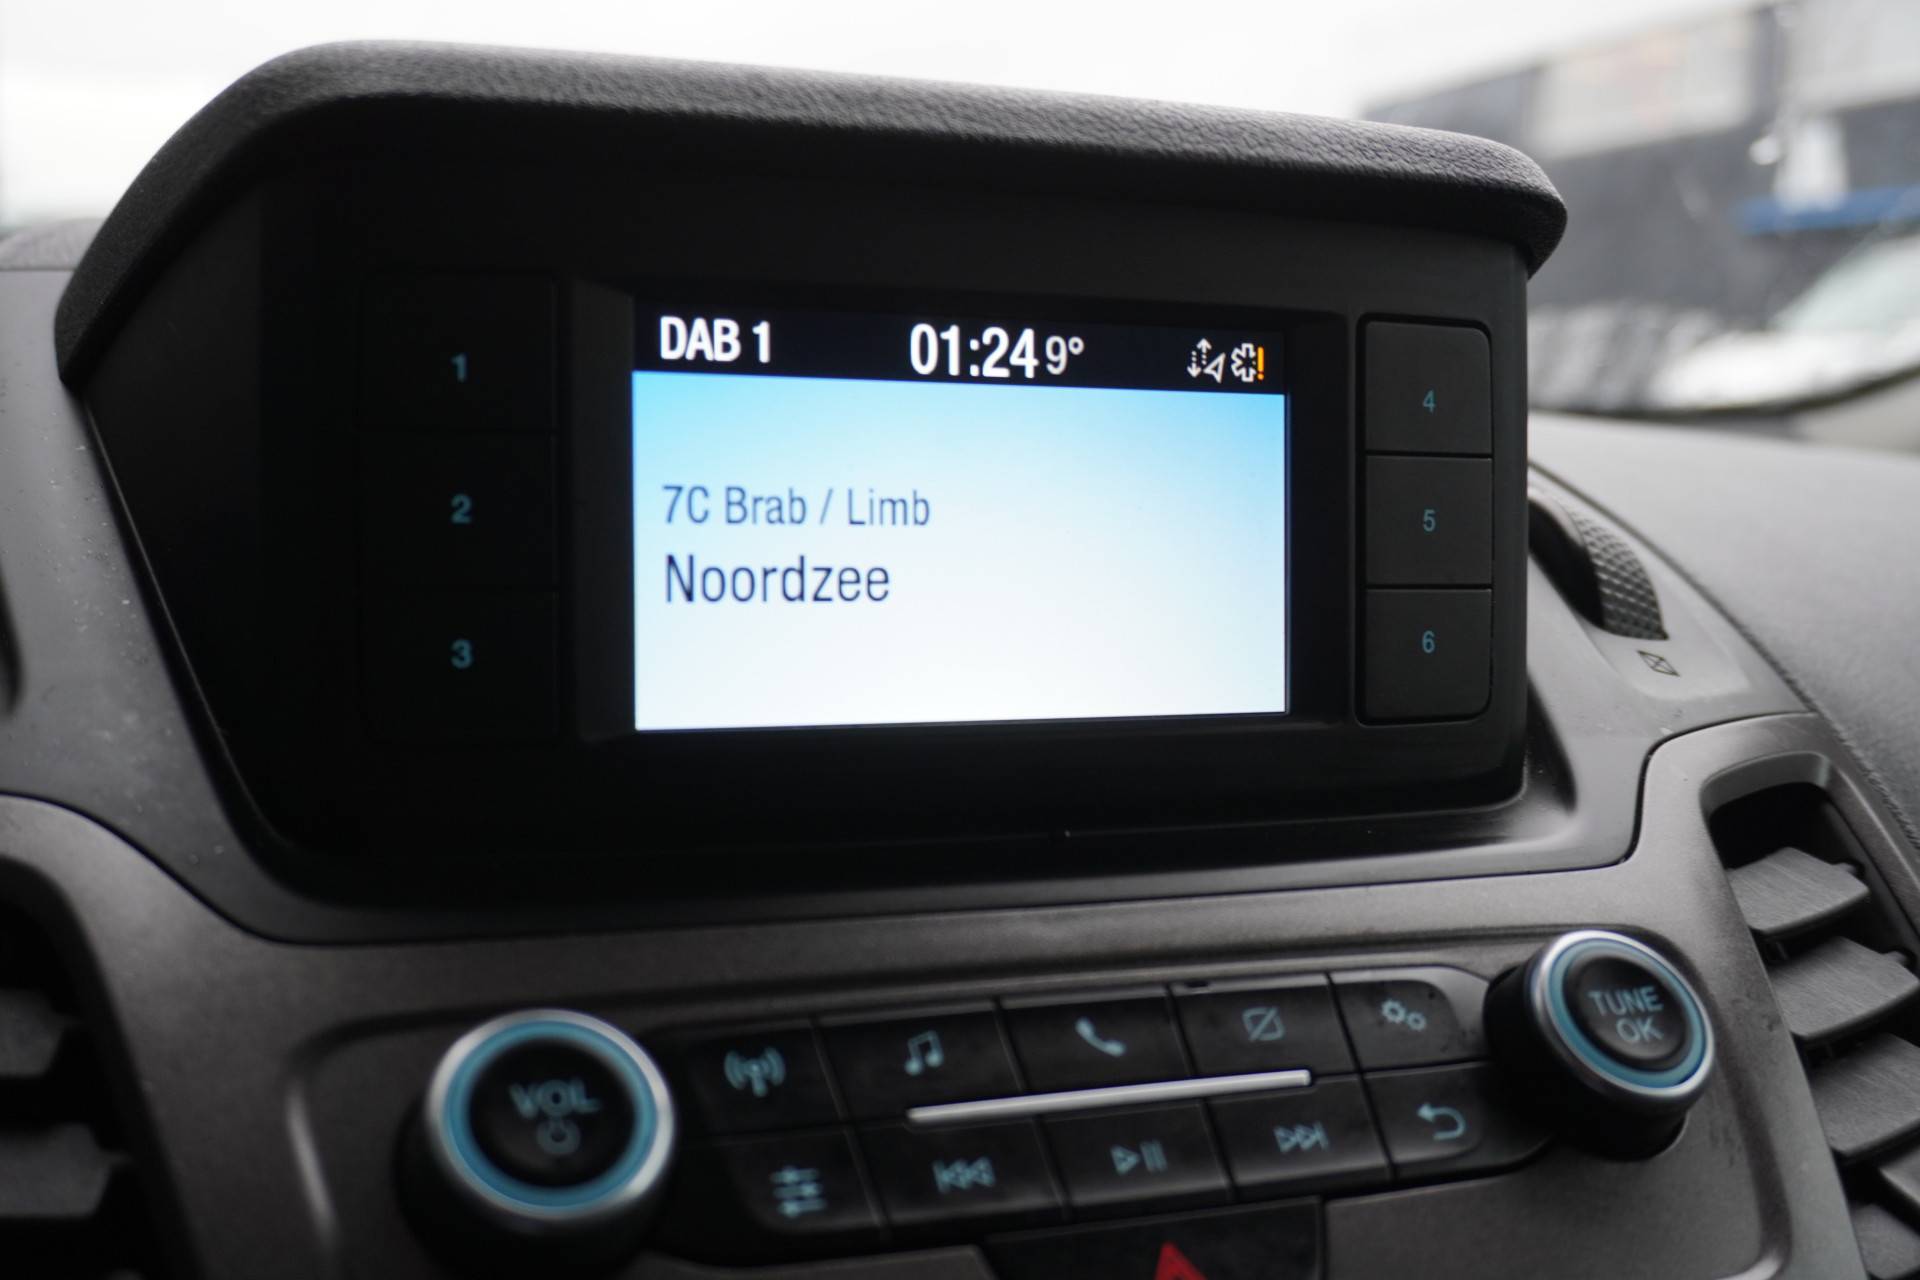 DAB 1 01:24 9°
7C Brab / Limb
Noordzee
1
2
3
4
5
6
VOL
TUNE
OK